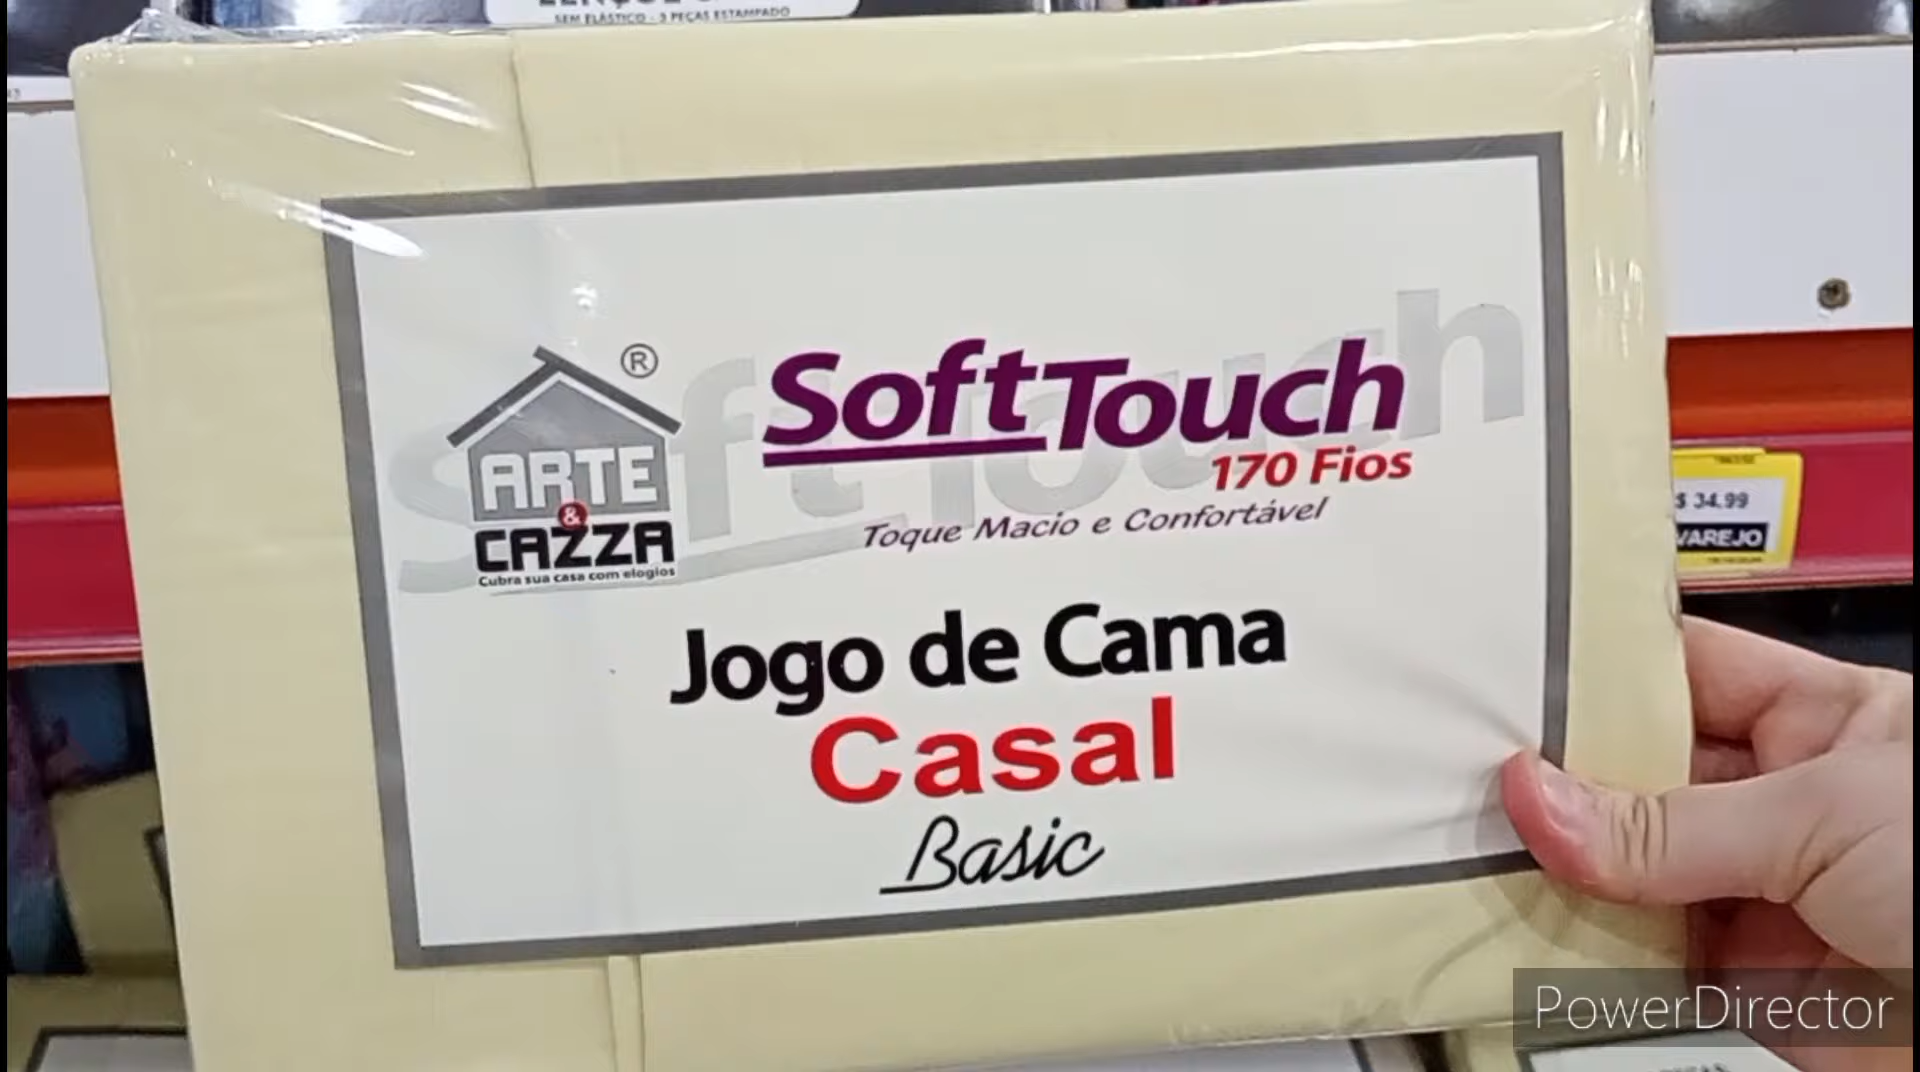 SEM ELÁSTICO - 3 PEÇAS ESTAMPADO
®
SoftTouch
170 Fios
Toque Macio e Confortável
ARTE
&
CAZZA
Cubra sua casa com elogios
Jogo de Cama
Casal
Basic
$ 34.99
VAREJO
PowerDirector